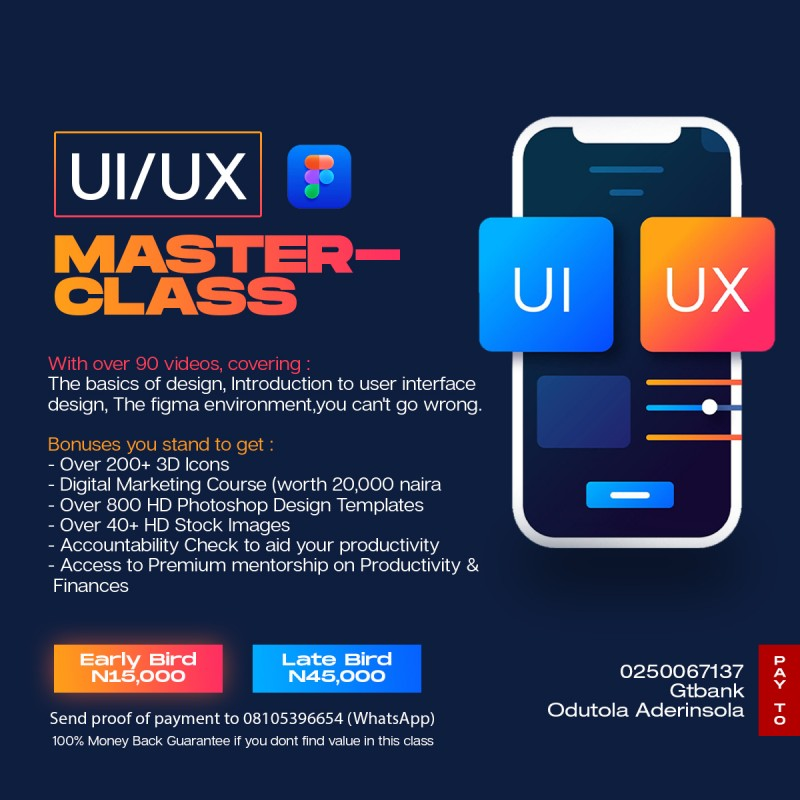 UI/UX
MASTER—
CLASS
With over 90 videos, covering :
The basics of design, Introduction to user interface
design, The figma environment,you can't go wrong.
Bonuses you stand to get :
- Over 200+ 3D Icons
- Digital Marketing Course (worth 20,000 naira
- Over 800 HD Photoshop Design Templates
- Over 40+ HD Stock Images
- Accountability Check to aid your productivity
- Access to Premium mentorship on Productivity &
Finances
Early Bird
N15,000
Late Bird
N45,000
Send proof of payment to 08105396654 (WhatsApp)
100% Money Back Guarantee if you dont find value in this class
UI
UX
0250067137
Gtbank
Odutola Aderinsola
PAY TO